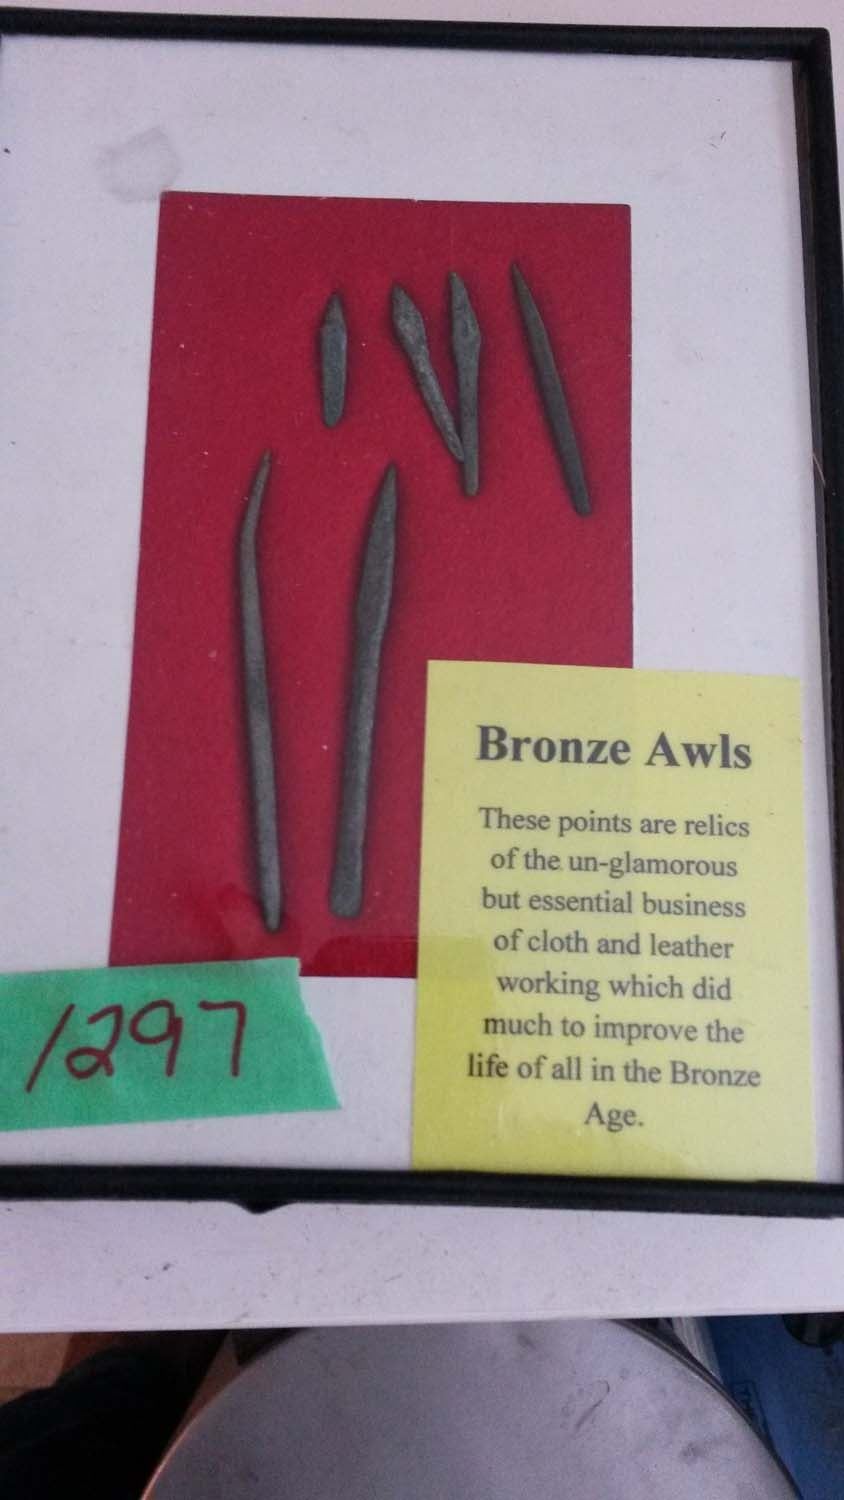 Bronze Awls
These points are relics
of the un-glamorous
but essential business
of cloth and leather
working which did
much to improve the
life of all in the Bronze
Age.
1297